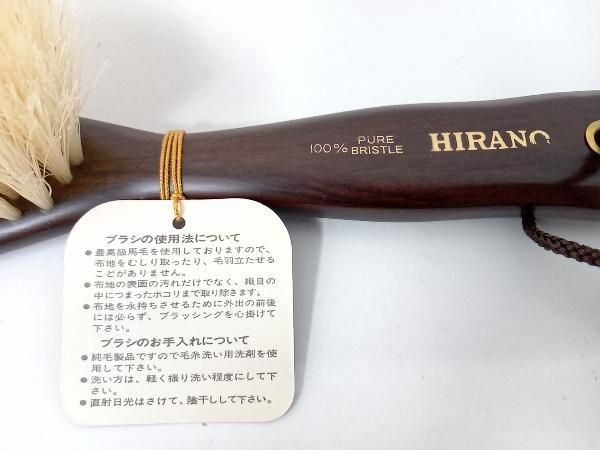 100% PURE BRISTLE
HIRANO
ブラシの使用法について
●最高級馬毛を使用しておりますので、
布地をむしり取ったり、毛羽立たせる
ことがありません。
●布地の表面の汚れだけでなく、織目の
中につまったホコリまで取り除きます。
●布地を永持ちさせるために外出の前後
には必らず、ブラッシングを心掛けて
下さい。
ブラシのお手入れについて
●純毛製品ですので毛糸洗い用洗剤を使
用して下さい。
●洗い方は、軽く振り洗い程度にして下
さい。
●直射日光はさけて、陰干しして下さい。